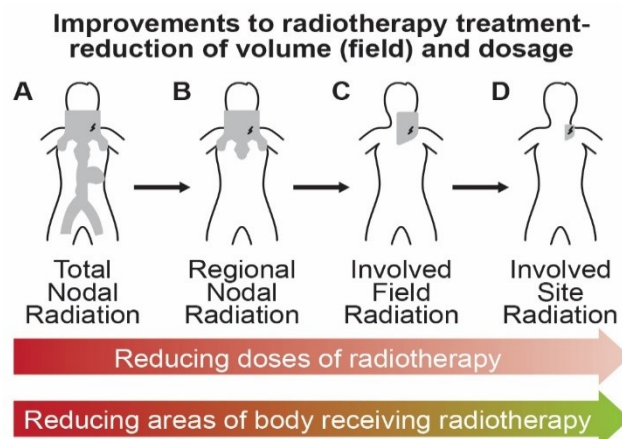 Improvements to radiotherapy treatment-
reduction of volume (field) and dosage
A B C D
Total
Nodal
Radiation
Regional
Nodal
Radiation
Involved
Field
Radiation
Involved
Site
Radiation
Reducing doses of radiotherapy
Reducing areas of body receiving radiotherapy